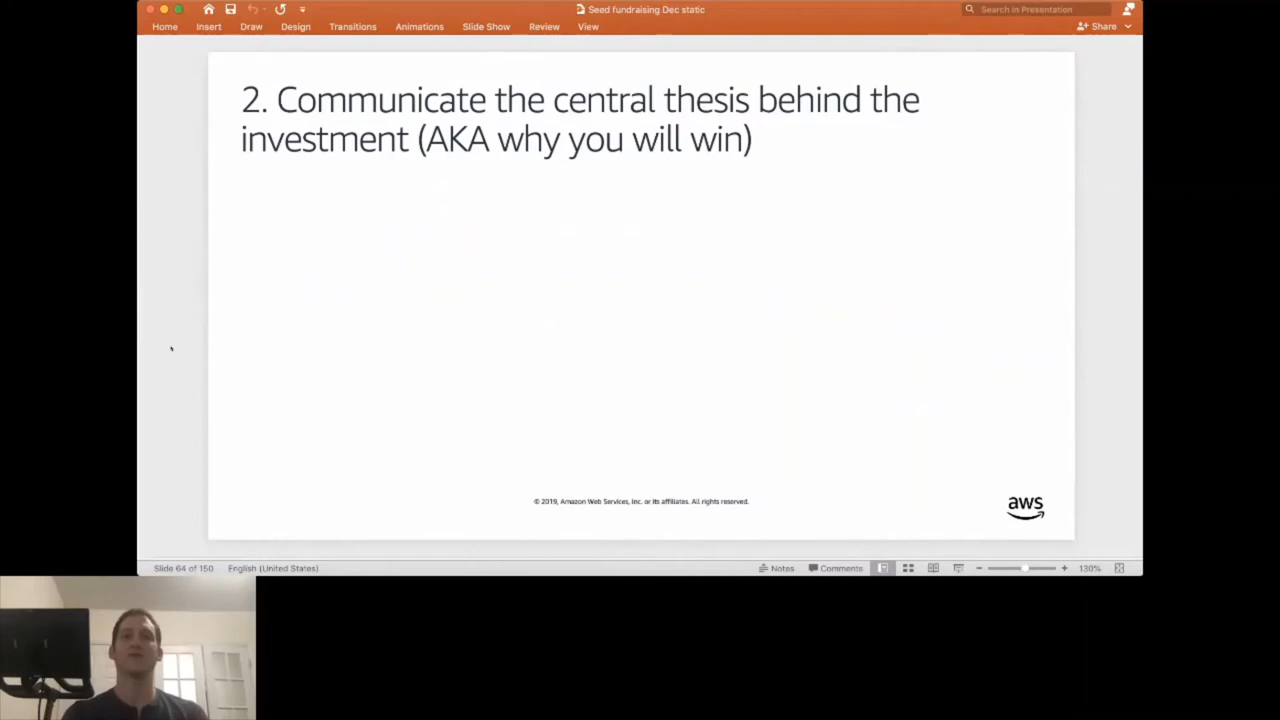 Seed fundraising Dec static
Search in Presentation
Home Insert Draw Design Transitions Animations Slide Show Review View Share
2. Communicate the central thesis behind the
investment (AKA why you will win)
© 2019, Amazon Web Services, Inc. or its affiliates. All rights reserved.
aws
Slide 64 of 150 English (United States) Notes Comments 130%